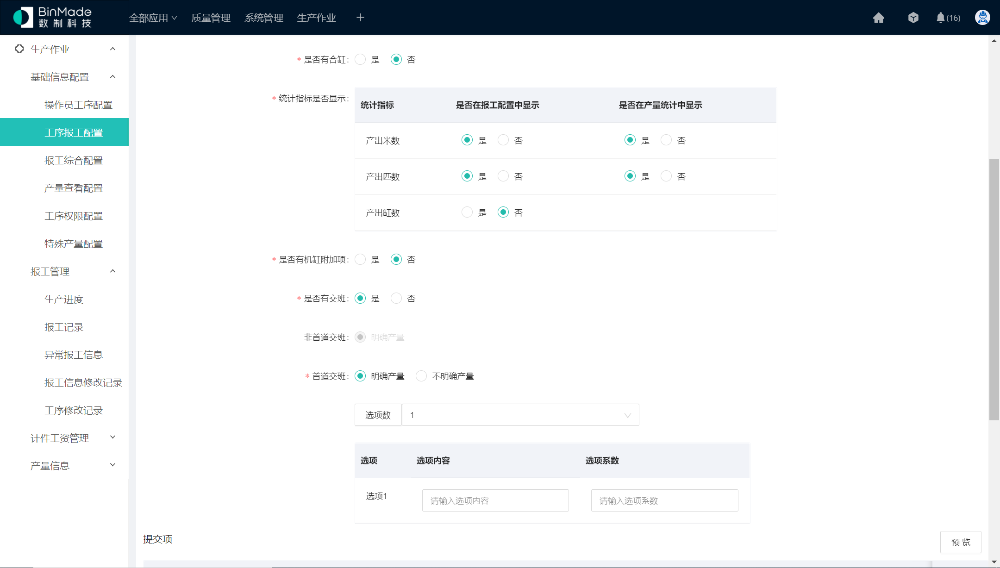 BinMade
数制科技
全部应用 质量管理 系统管理 生产作业 (16)
生产作业
基础信息配置
操作员工序配置
工序报工配置
报工综合配置
产量查看配置
工序权限配置
特殊产量配置
报工管理
生产进度
报工记录
异常报工信息
报工信息修改记录
工序修改记录
计件工资管理
产量信息
* 是否有合缸: 是 否
* 统计指标是否显示:
统计指标 是否在报工配置中显示 是否在产量统计中显示
产出米数 是 否 是 否
产出匹数 是 否 是 否
产出缸数 是 否
* 是否有机缸附加项: 是 否
* 是否有交班: 是 否
非首道交班: 明确产量
* 首道交班: 明确产量 不明确产量
选项数 1
选项 选项内容 选项系数
选项1 请输入选项内容 请输入选项系数
提交项
预 览